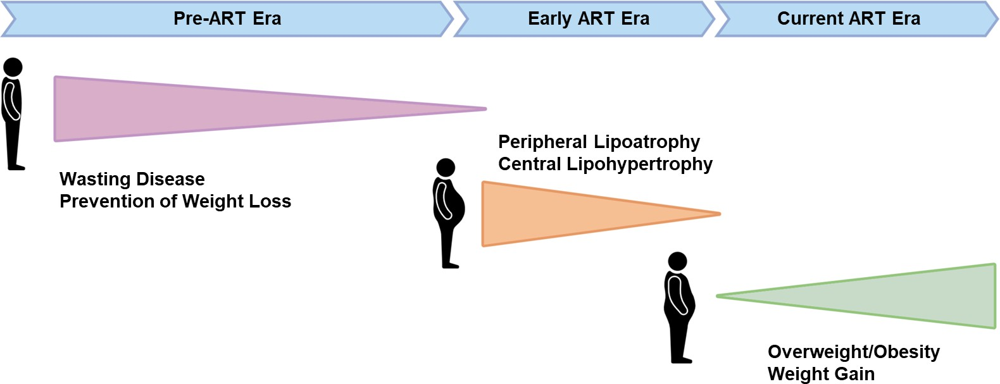 Pre-ART Era
Early ART Era
Current ART Era
Peripheral Lipoatrophy
Central Lipohypertrophy
Wasting Disease
Prevention of Weight Loss
Overweight/Obesity
Weight Gain